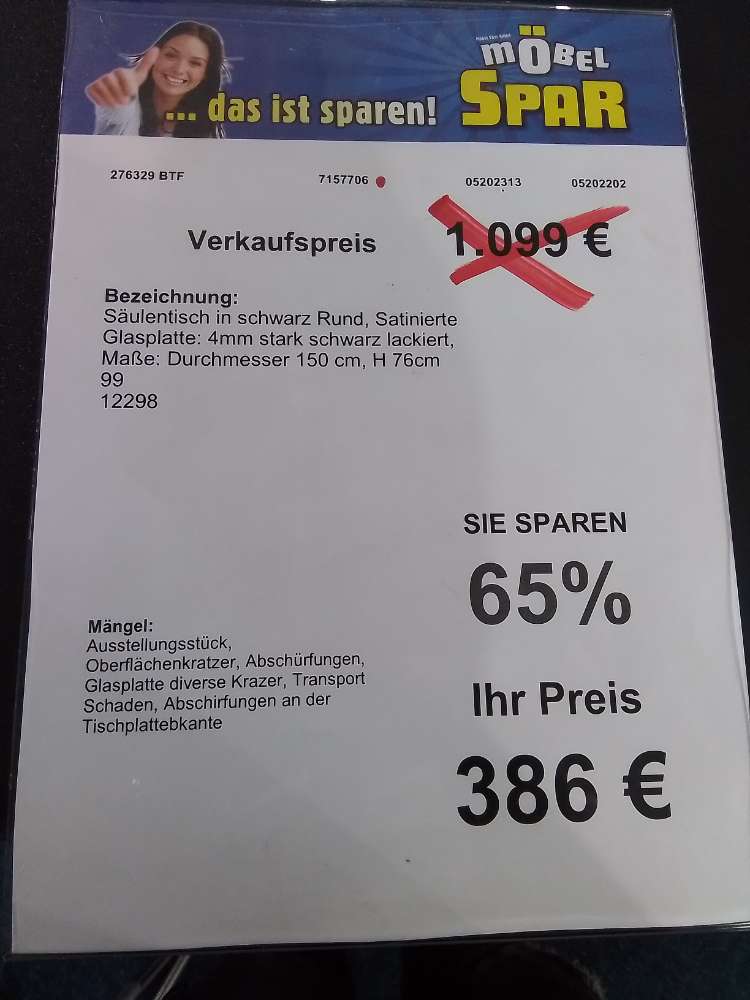 MÖBEL
SPAR
... das ist sparen!
276329 BTF 7157706 05202313 05202202
Verkaufspreis 1.099 €
Bezeichnung:
Säulentisch in schwarz Rund, Satinierte
Glasplatte: 4mm stark schwarz lackiert,
Maße: Durchmesser 150 cm, H 76cm
99
12298
SIE SPAREN
65%
Mängel:
Ausstellungsstück,
Oberflächenkratzer, Abschürfungen,
Glasplatte diverse Krazer, Transport
Schaden, Abschirfungen an der
Tischplattebkante
Ihr Preis
386 €